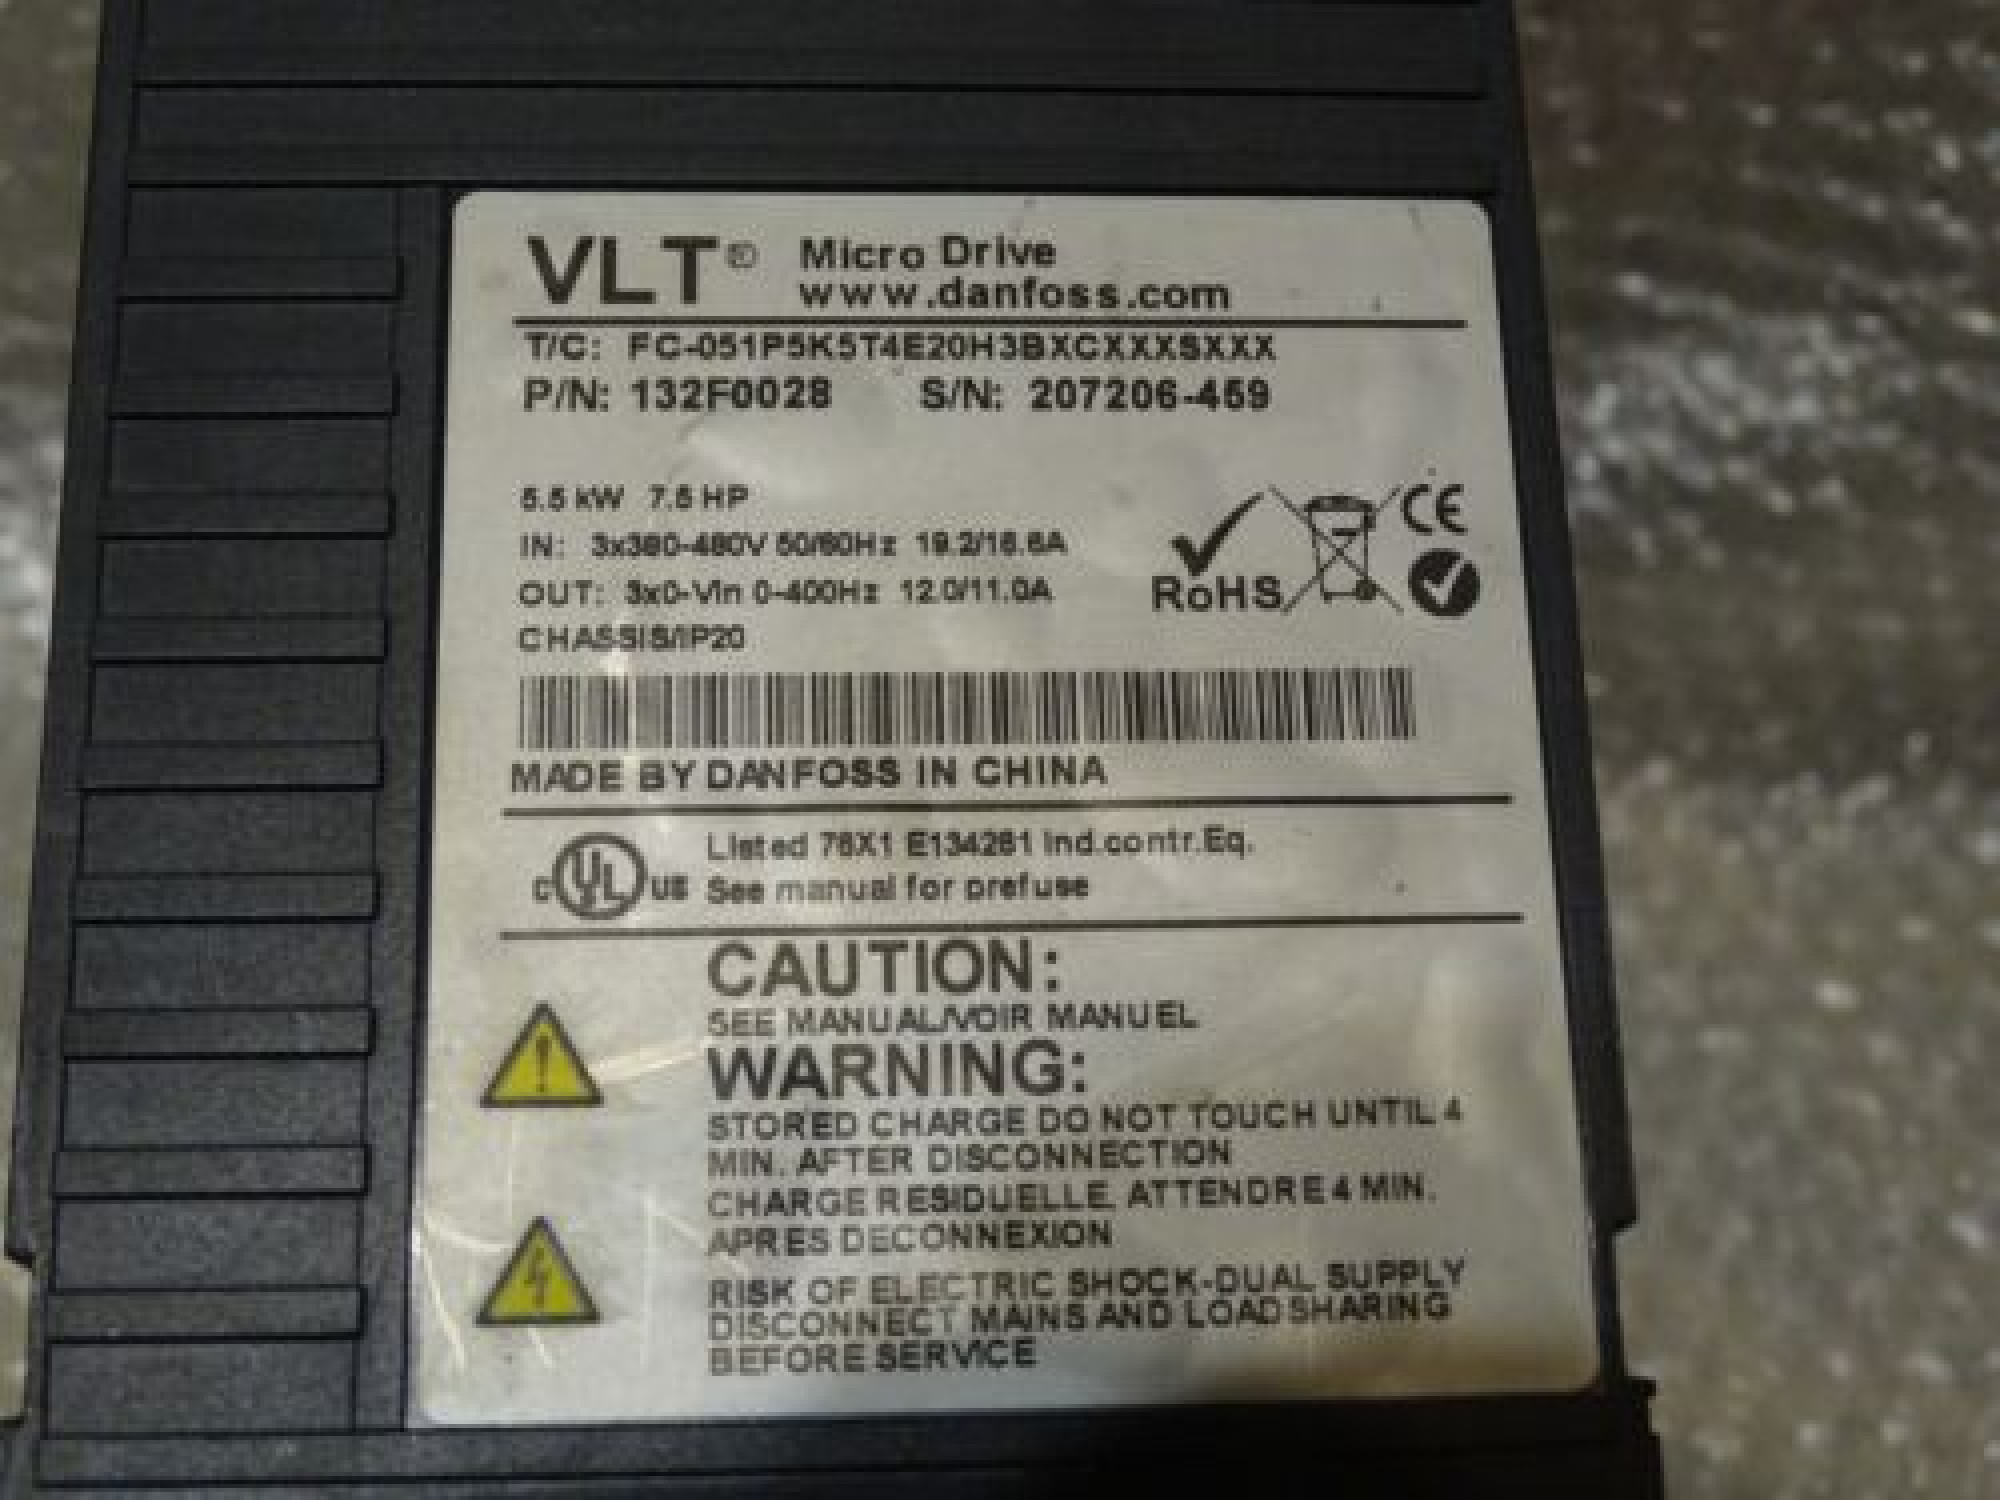 VLT® Micro Drive
www.danfoss.com
T/C: FC-051P5K5T4E20H3BXCXXXSXXX
P/N: 132F0028 S/N: 207206-459
5.5 kW 7.5 HP
IN: 3x380-480V 50/60Hz 19.2/16.6A
OUT: 3x0-Vin 0-400Hz 12.0/11.0A
CHASSIS/IP20
RoHS
CE
MADE BY DANFOSS IN CHINA
C UL US
Listed 76X1 E134261 Ind.contr.Eq.
See manual for prefuse
CAUTION:
SEE MANUAL/VOIR MANUEL
WARNING:
STORED CHARGE DO NOT TOUCH UNTIL 4
MIN. AFTER DISCONNECTION
CHARGE RESIDUELLE, ATTENDRE 4 MIN.
APRES DECONNEXION
RISK OF ELECTRIC SHOCK-DUAL SUPPLY
DISCONNECT MAINS AND LOADSHARING
BEFORE SERVICE